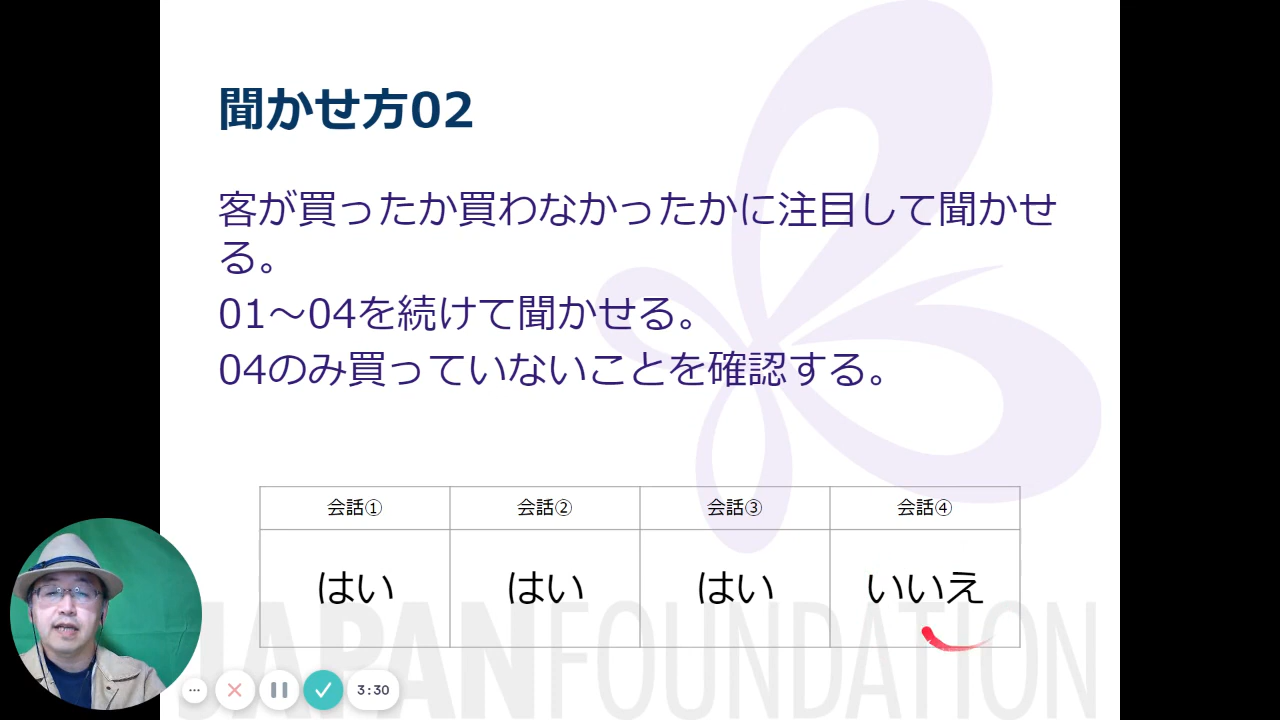 聞かせ方02
客が買ったか買わなかったかに注目して聞かせ
る。
01～04を続けて聞かせる。
04のみ買っていないことを確認する。
会話① 会話② 会話③ 会話④
はい はい はい いいえ
JAPANFOUNDATION
3:30